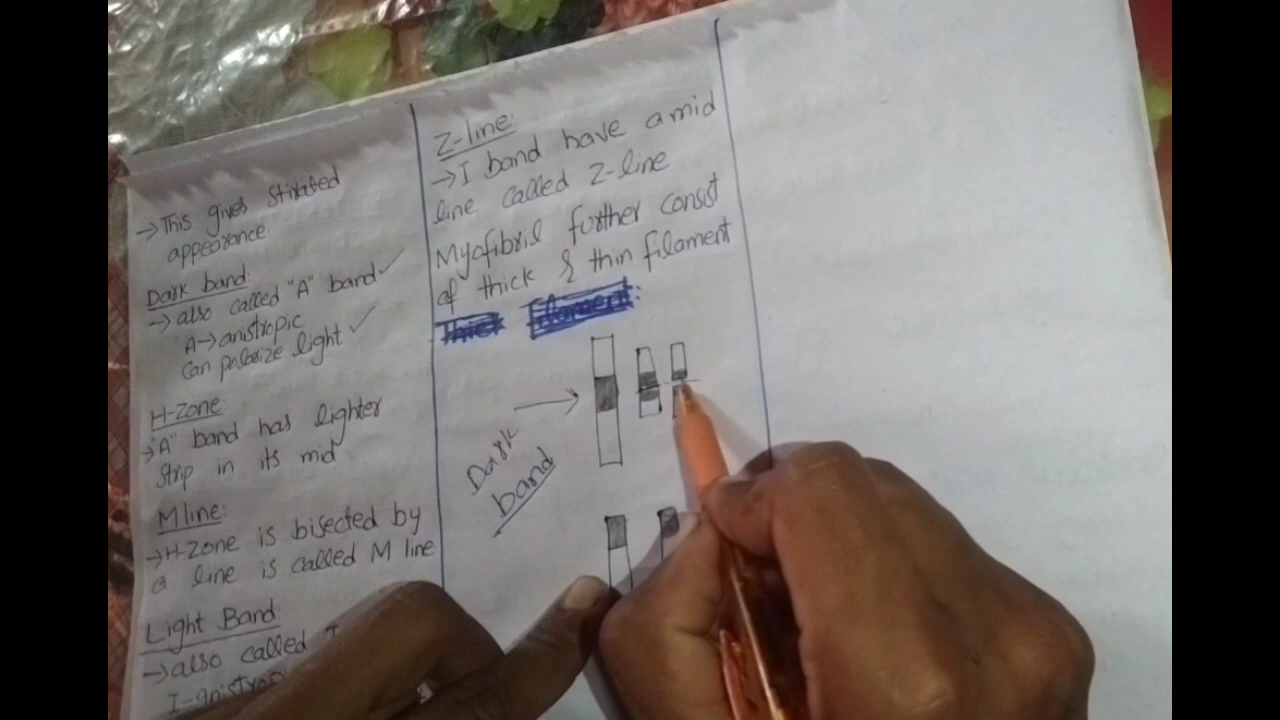 →This gives striated
appearance.
Dark band:
→ also called "A" band
A→anistropic
can polarize light
H-Zone:
→"A" band has lighter
strip in its mid
M line:
→H-Zone is bisected by
a line is called M line
Light Band:
→also called I
Z-line:
→I band have a mid
line called Z-line
Myofibril further consist
of thick & thin filament
Thick Filament:
Dark
band